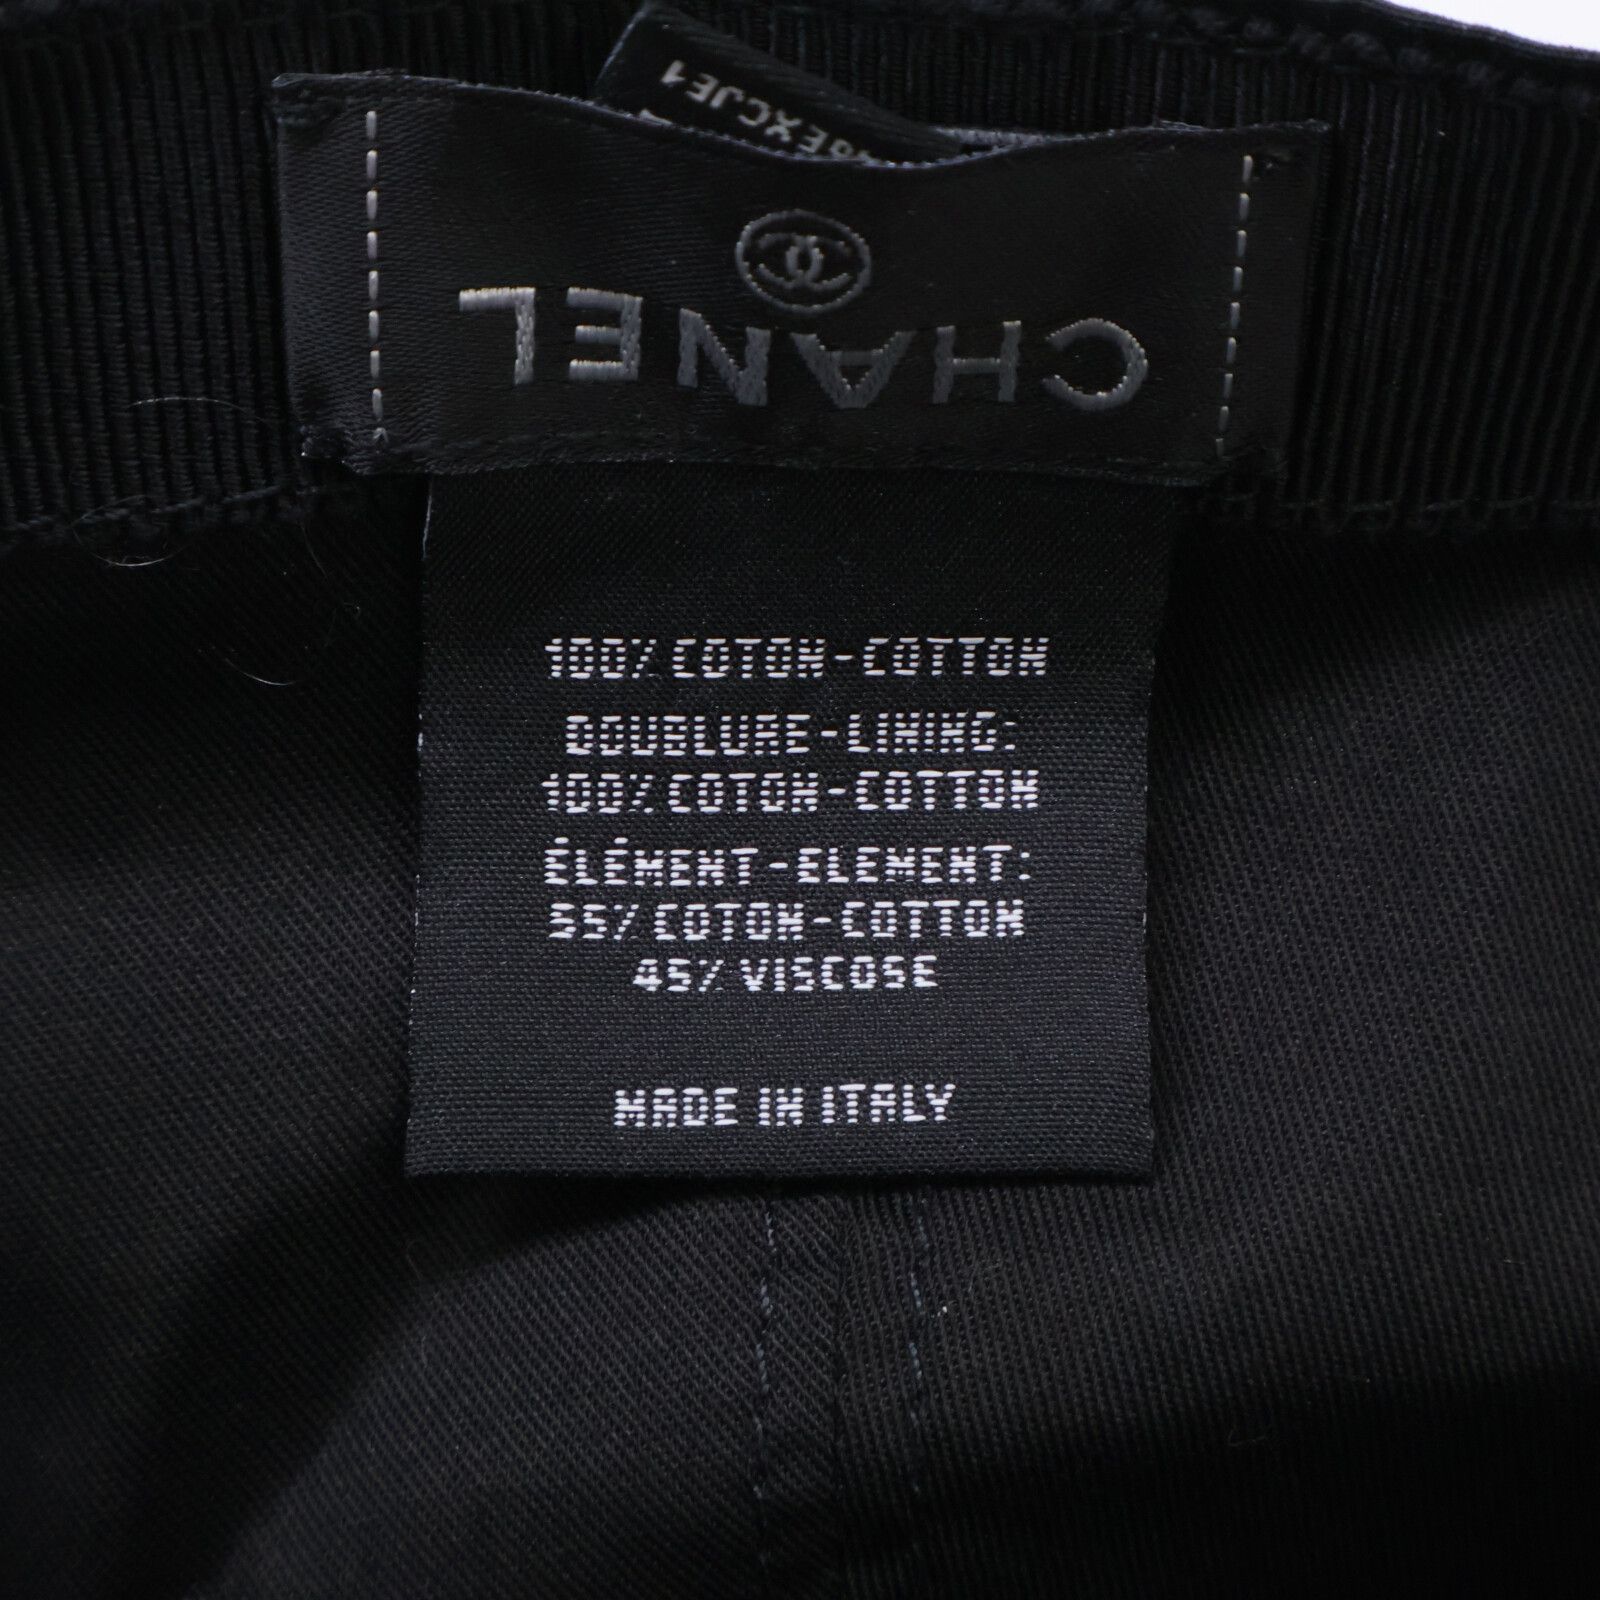 CHANEL
100% COTON-COTTON
DOUBLURE-LINING:
100% COTON-COTTON
ÉLÉMENT-ELEMENT:
55% COTON-COTTON
45% VISCOSE
MADE IN ITALY